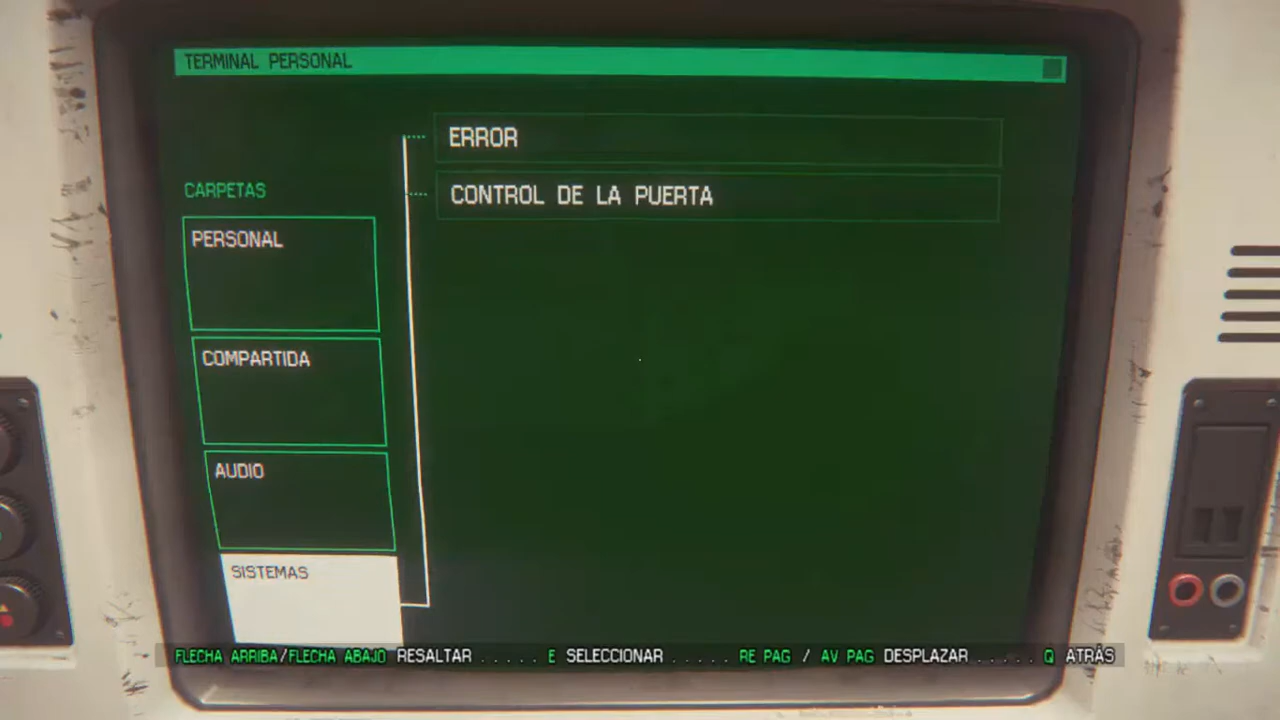 TERMINAL PERSONAL
CARPETAS
PERSONAL
COMPARTIDA
AUDIO
SISTEMAS
ERROR
CONTROL DE LA PUERTA
FLECHA ARRIBA/FLECHA ABAJO RESALTAR ..... E SELECCIONAR ..... RE PAG / AV PAG DESPLAZAR ..... Q ATRÁS